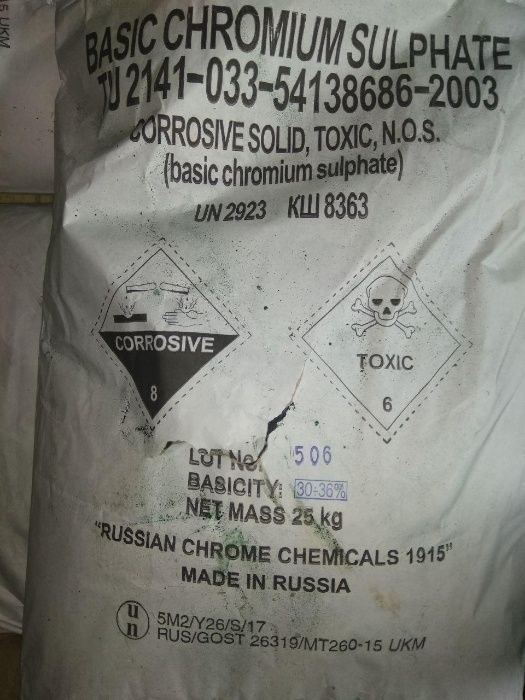 BASIC CHROMIUM SULPHATE
TU 2141-033-54138686-2003
CORROSIVE SOLID, TOXIC, N.O.S.
(basic chromium sulphate)
UN 2923 КШ 8363
CORROSIVE
8
TOXIC
6
LOT No 506
BASICITY: 30÷36%
NET MASS 25 kg
"RUSSIAN CHROME CHEMICALS 1915"
MADE IN RUSSIA
un
5M2/Y26/S/17
RUS/GOST 26319/MT260-15 UKM
UKM